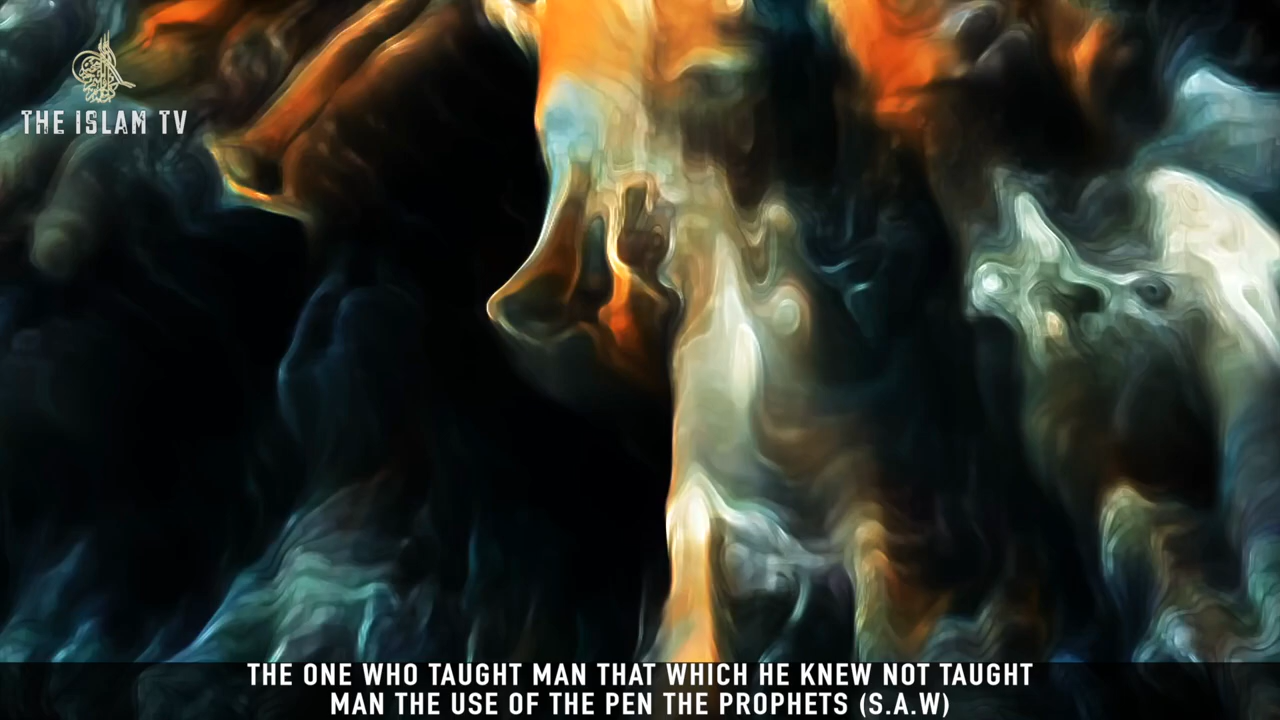 THE ISLAM TV
THE ONE WHO TAUGHT MAN THAT WHICH HE KNEW NOT TAUGHT
MAN THE USE OF THE PEN THE PROPHETS (S.A.W)